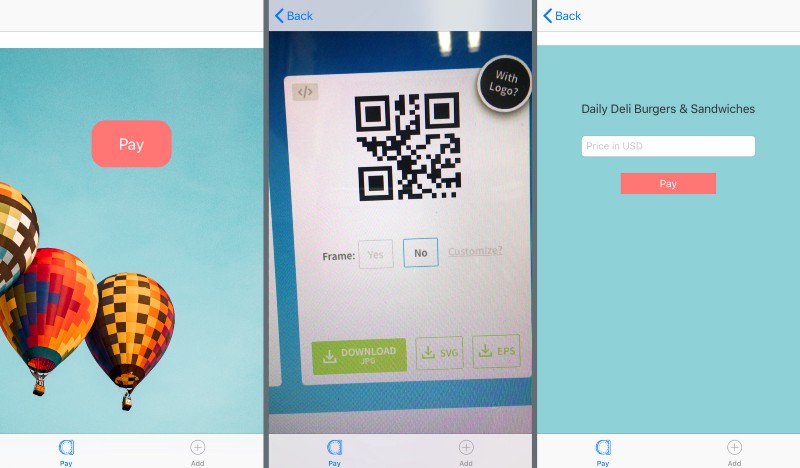 Pay
Pay
Add
Back
</>
With
Logo?
Frame:
Yes
No
Customize?
DOWNLOAD
JPG
SVG
EPS
Pay
Add
Back
Daily Deli Burgers & Sandwiches
Price in USD
Pay
Pay
Add